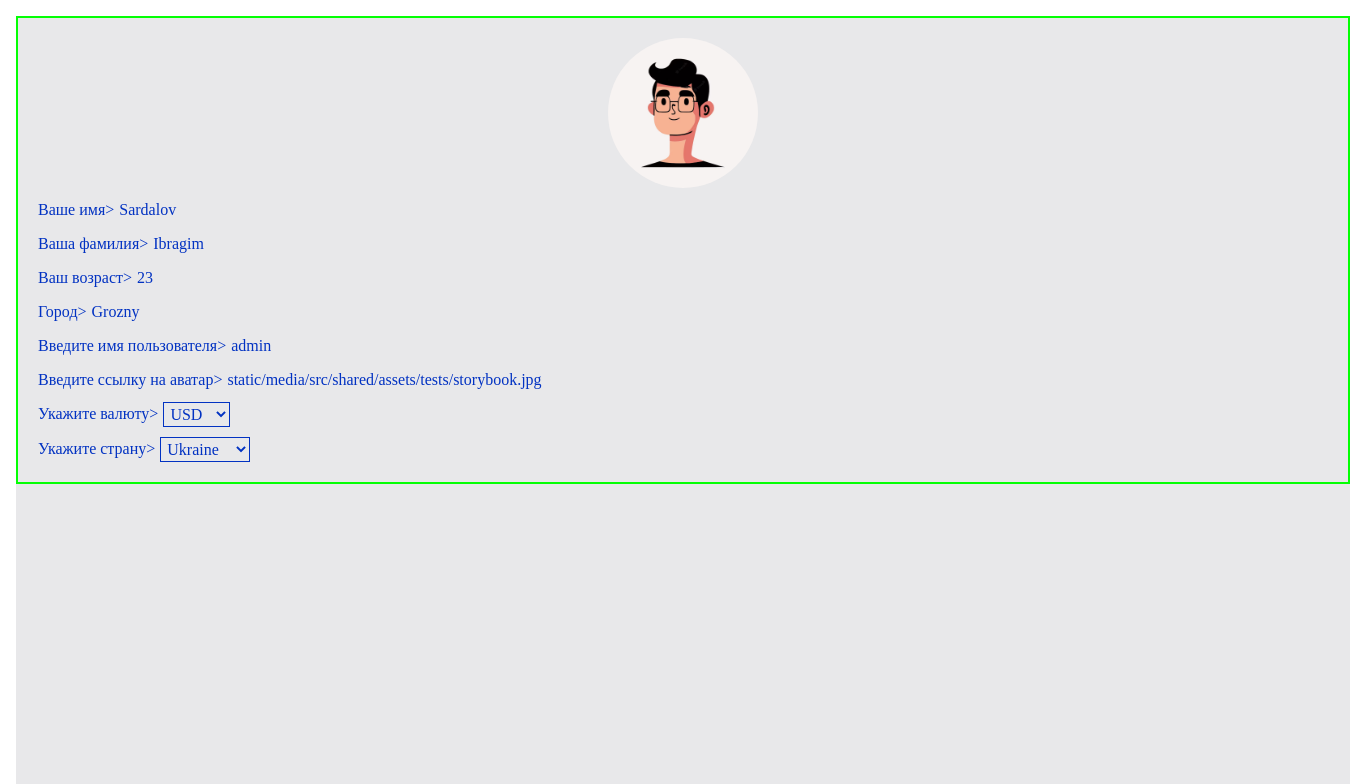 Ваше имя> Sardalov
Ваша фамилия> Ibragim
Ваш возраст> 23
Город> Grozny
Введите имя пользователя> admin
Введите ссылку на аватар> static/media/src/shared/assets/tests/storybook.jpg
Укажите валюту> USD
Укажите страну> Ukraine